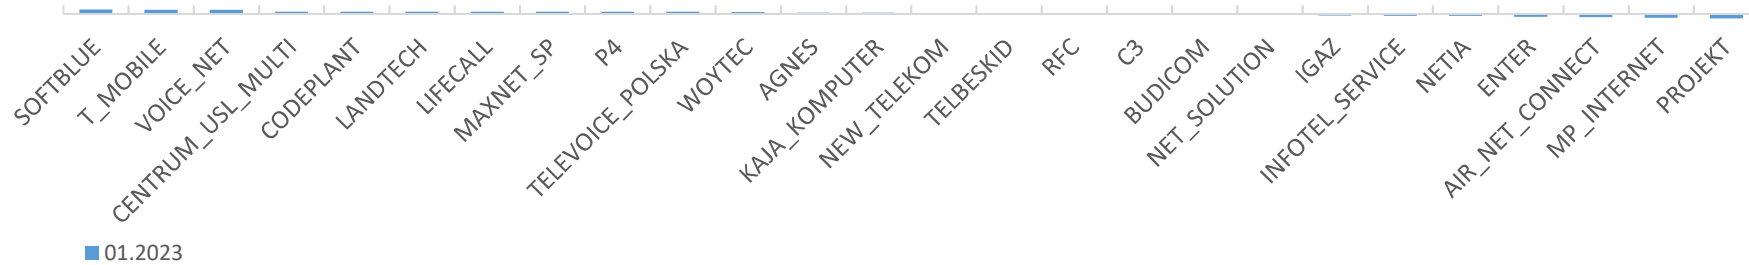 SOFTBLUE
T_MOBILE
VOICE_NET
CENTRUM_USL_MULTI
CODEPLANT
LANDTECH
LIFECALL
MAXNET_SP
P4
TELEVOICE_POLSKA
WOYTEC
AGNES
KAJA_KOMPUTER
NEW_TELEKOM
TELBESKID
RFC
C3
BUDICOM
NET_SOLUTION
IGAZ
INFOTEL_SERVICE
NETIA
ENTER
AIR_NET_CONNECT
MP_INTERNET
PROJEKT
01.2023